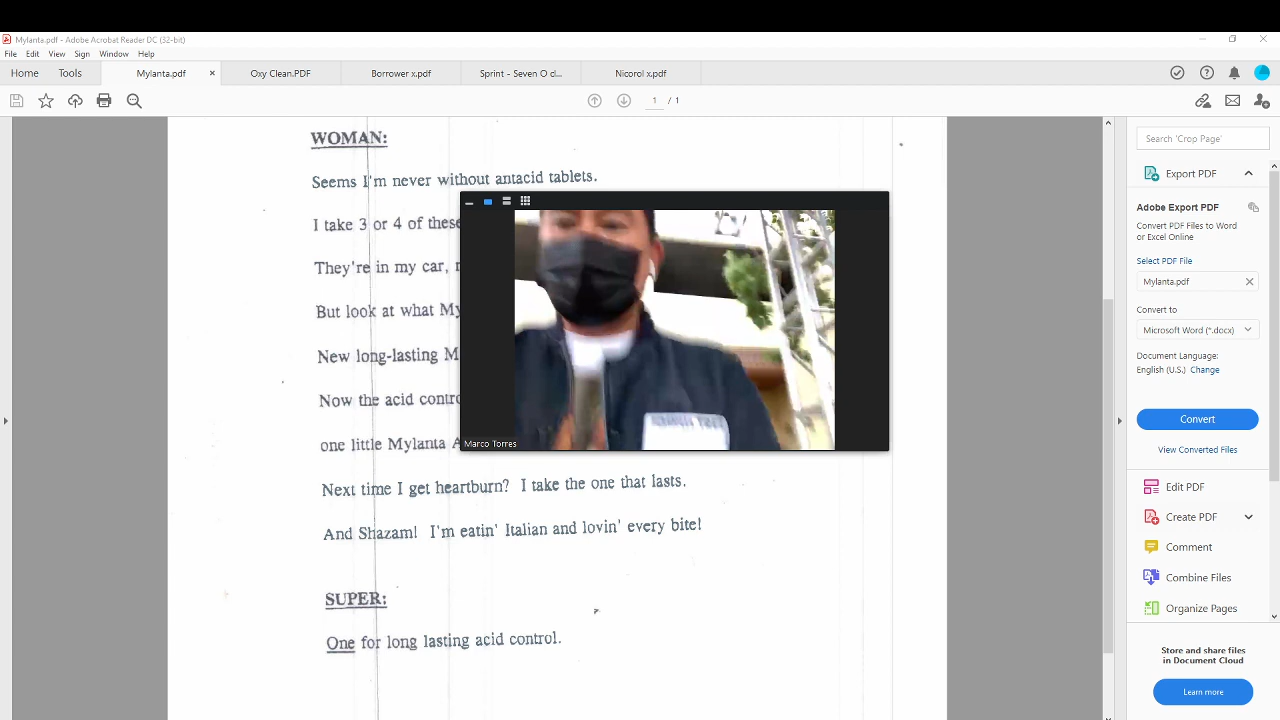 Mylanta.pdf - Adobe Acrobat Reader DC (32-bit)
File Edit View Sign Window Help
Home Tools Mylanta.pdf Oxy Clean.PDF Borrower x.pdf Sprint - Seven O cl... Nicorol x.pdf
1 / 1
WOMAN:
Seems I'm never without antacid tablets.
I take 3 or 4 of these
They're in my car,
But look at what My
New long-lasting M
Now the acid contro
one little Mylanta A
Next time I get heartburn? I take the one that lasts.
And Shazam! I'm eatin' Italian and lovin' every bite!
SUPER:
One for long lasting acid control.
Marco Torres
Search 'Crop Page'
Export PDF
Adobe Export PDF
Convert PDF Files to Word
or Excel Online
Select PDF File
Mylanta.pdf
Convert to
Microsoft Word (*.docx)
Document Language:
English (U.S.) Change
Convert
View Converted Files
Edit PDF
Create PDF
Comment
Combine Files
Organize Pages
Store and share files
in Document Cloud
Learn more